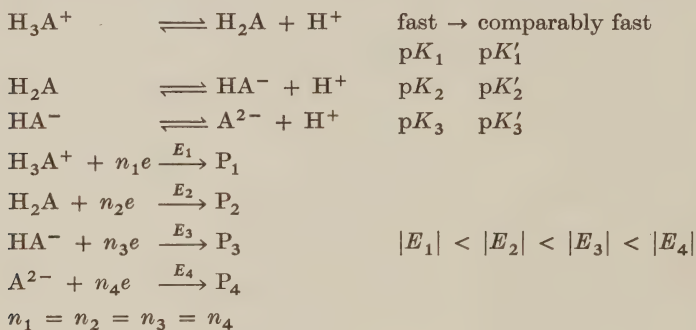 H₃A⁺ ⇌ H₂A + H⁺ fast → comparably fast
pK₁ pK′₁
H₂A ⇌ HA⁻ + H⁺ pK₂ pK′₂
HA⁻ ⇌ A²⁻ + H⁺ pK₃ pK′₃
H₃A⁺ + n₁e —E₁→ P₁
H₂A + n₂e —E₂→ P₂
HA⁻ + n₃e —E₃→ P₃ |E₁| < |E₂| < |E₃| < |E₄|
A²⁻ + n₄e —E₄→ P₄
n₁ = n₂ = n₃ = n₄